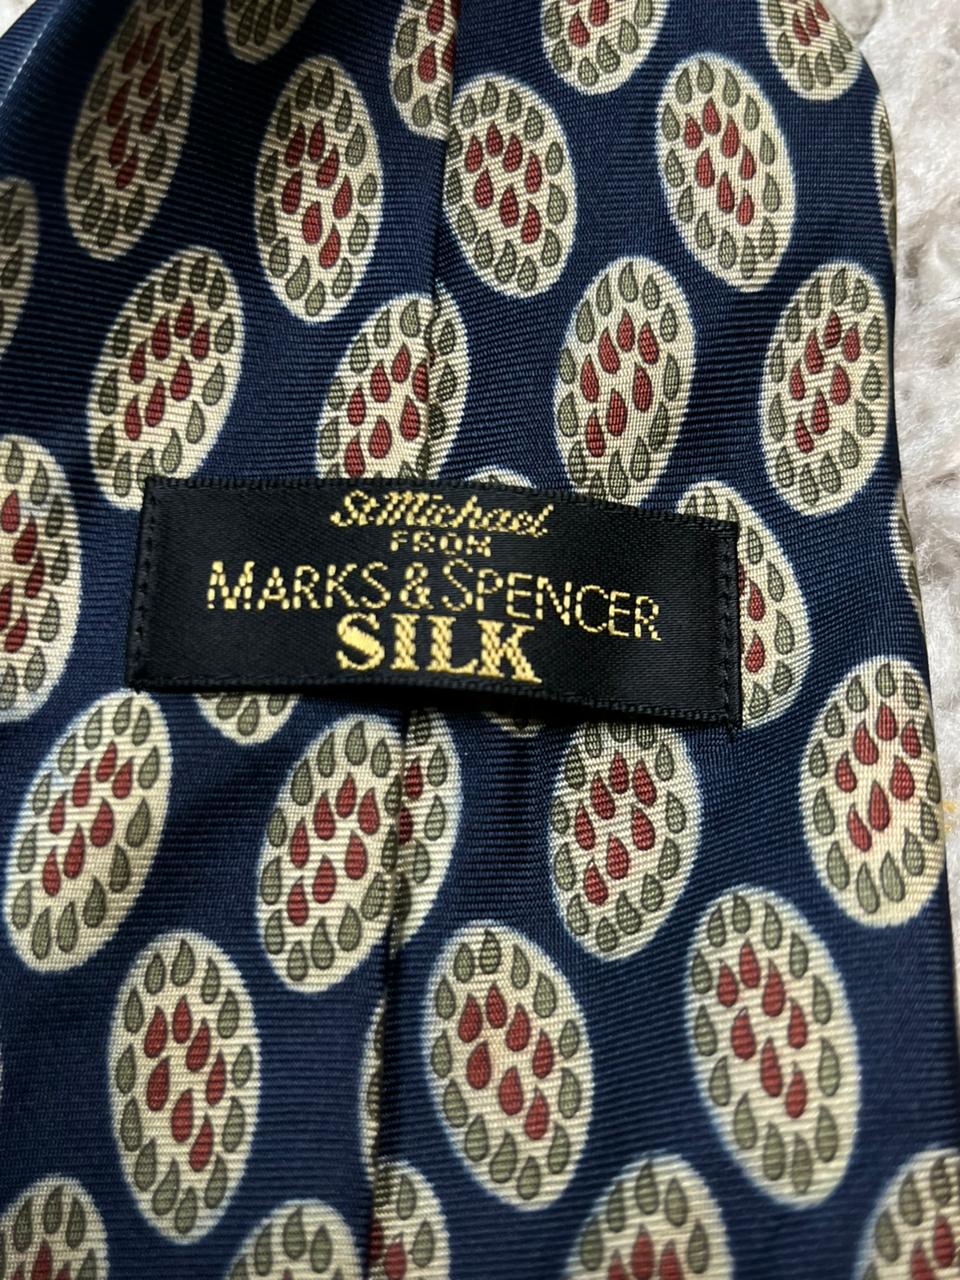 St Michael
FROM
MARKS & SPENCER
SILK